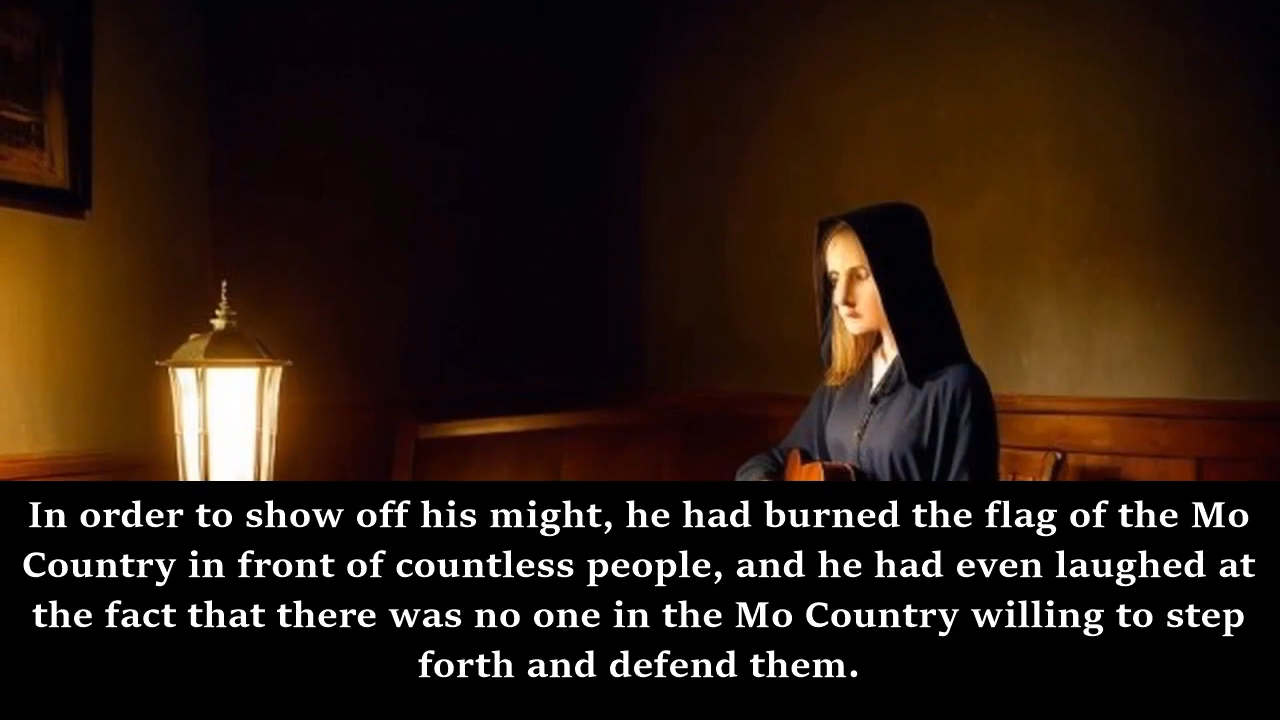 In order to show off his might, he had burned the flag of the Mo
Country in front of countless people, and he had even laughed at
the fact that there was no one in the Mo Country willing to step
forth and defend them.